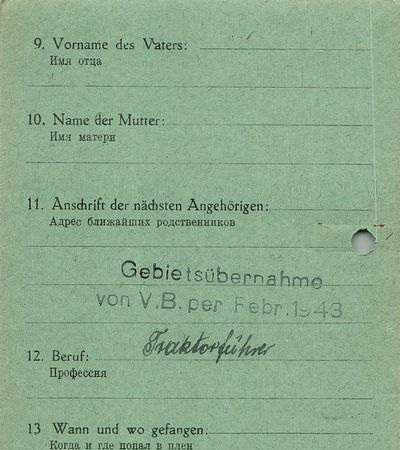 9. Vorname des Vaters:
Имя отца
10. Name der Mutter:
Имя матери
11. Anschrift der nächsten Angehörigen:
Адрес ближайших родственников
Gebietsübernahme
von V.B. per Febr. 1943
12. Beruf: Traktorführer
Профессия
13 Wann und wo gefangen:
Когда и где попал в плен